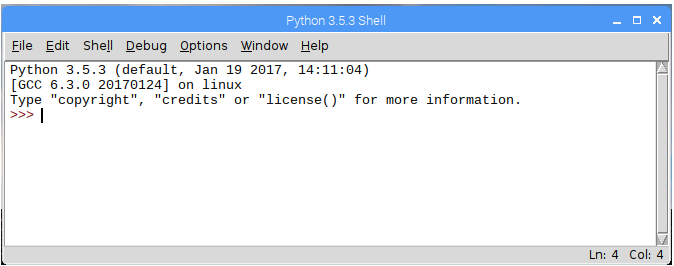 Python 3.5.3 Shell
File Edit Shell Debug Options Window Help
Python 3.5.3 (default, Jan 19 2017, 14:11:04)
[GCC 6.3.0 20170124] on linux
Type "copyright", "credits" or "license()" for more information.
>>>
Ln: 4 Col: 4